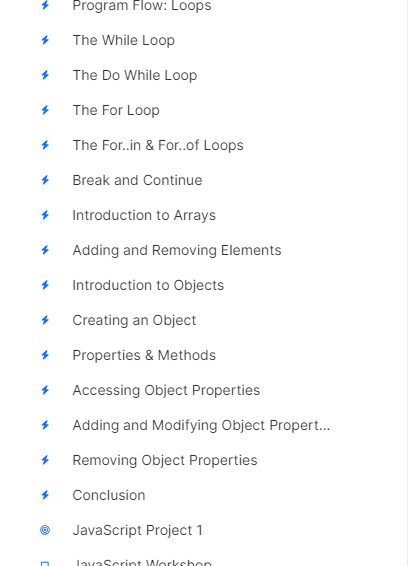 Program Flow: Loops
The While Loop
The Do While Loop
The For Loop
The For..in & For..of Loops
Break and Continue
Introduction to Arrays
Adding and Removing Elements
Introduction to Objects
Creating an Object
Properties & Methods
Accessing Object Properties
Adding and Modifying Object Propert...
Removing Object Properties
Conclusion
JavaScript Project 1
JavaScript Workshop